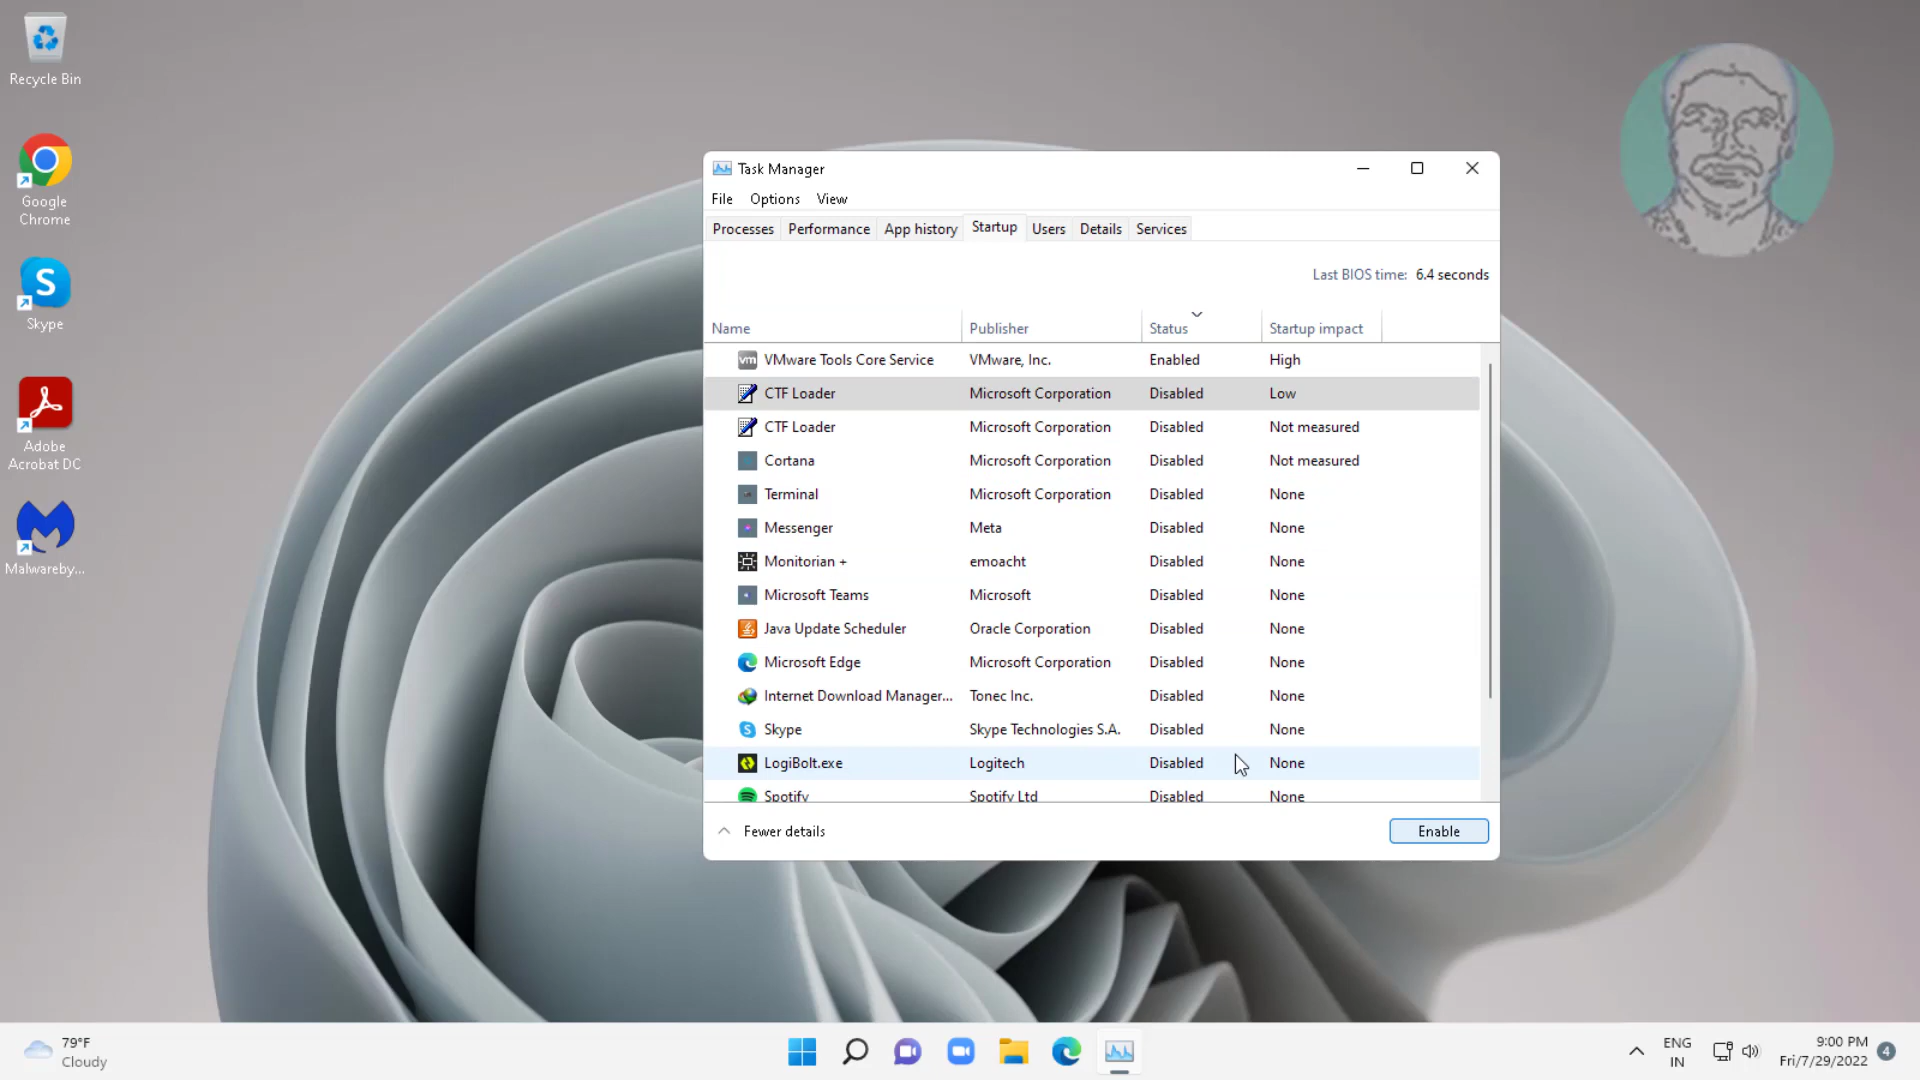 Recycle Bin
Google
Chrome
Skype
Adobe
Acrobat DC
Malwareby...
Task Manager
File Options View
Processes Performance App history Startup Users Details Services
Last BIOS time: 6.4 seconds
Name Publisher Status Startup impact
VMware Tools Core Service VMware, Inc. Enabled High
CTF Loader Microsoft Corporation Disabled Low
CTF Loader Microsoft Corporation Disabled Not measured
Cortana Microsoft Corporation Disabled Not measured
Terminal Microsoft Corporation Disabled None
Messenger Meta Disabled None
Monitorian + emoacht Disabled None
Microsoft Teams Microsoft Disabled None
Java Update Scheduler Oracle Corporation Disabled None
Microsoft Edge Microsoft Corporation Disabled None
Internet Download Manager... Tonec Inc. Disabled None
Skype Skype Technologies S.A. Disabled None
LogiBolt.exe Logitech Disabled None
Spotify Spotify Ltd Disabled None
Fewer details Enable
79°F
Cloudy
ENG
IN
9:00 PM
Fri/7/29/2022
4